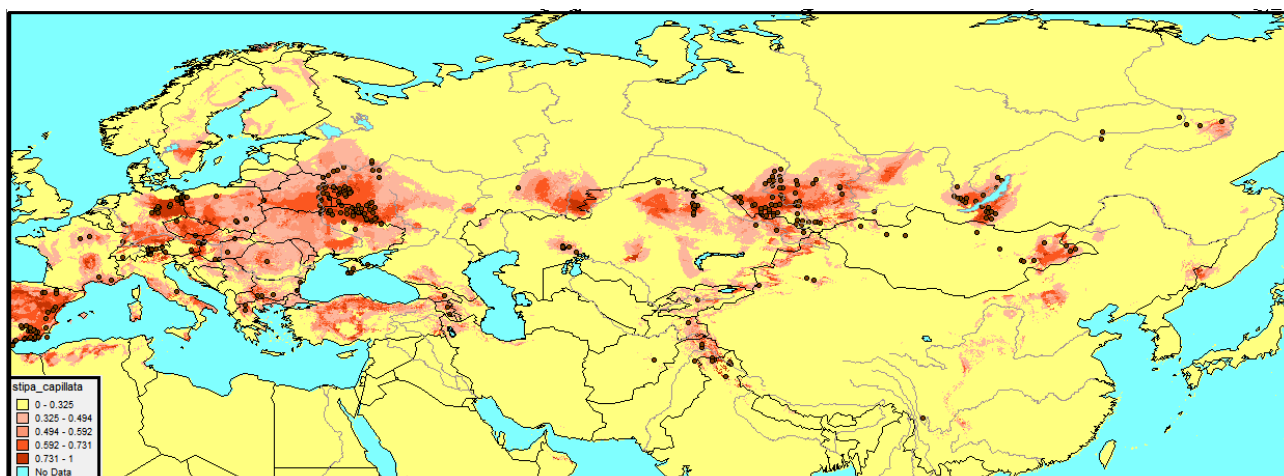 stipa_capillata
0 - 0.325
0.325 - 0.494
0.494 - 0.592
0.592 - 0.731
0.731 - 1
No Data